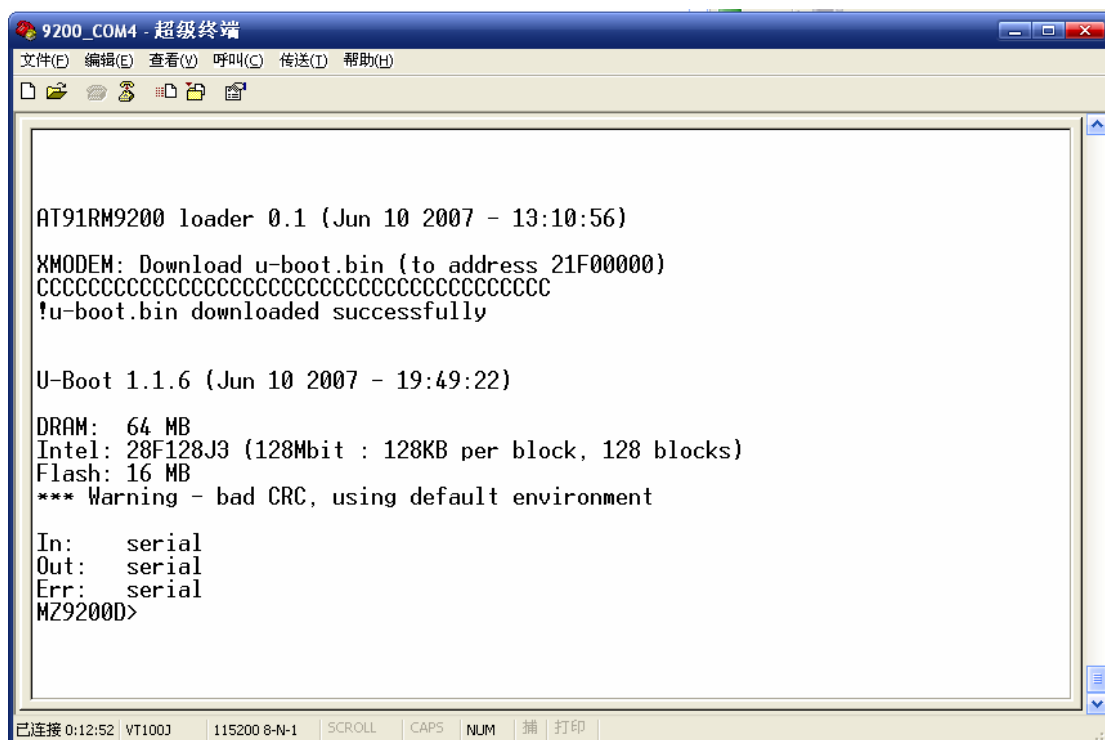 9200_COM4 - 超级终端
文件(F) 编辑(E) 查看(V) 呼叫(C) 传送(T) 帮助(H)
AT91RM9200 loader 0.1 (Jun 10 2007 - 13:10:56)
XMODEM: Download u-boot.bin (to address 21F00000)
CCCCCCCCCCCCCCCCCCCCCCCCCCCCCCCCCCCCCCCC
!u-boot.bin downloaded successfully
U-Boot 1.1.6 (Jun 10 2007 - 19:49:22)
DRAM:  64 MB
Intel: 28F128J3 (128Mbit : 128KB per block, 128 blocks)
Flash: 16 MB
*** Warning - bad CRC, using default environment
In:    serial
Out:   serial
Err:   serial
MZ9200D>
已连接 0:12:52 VT100J 115200 8-N-1 SCROLL CAPS NUM 捕 打印